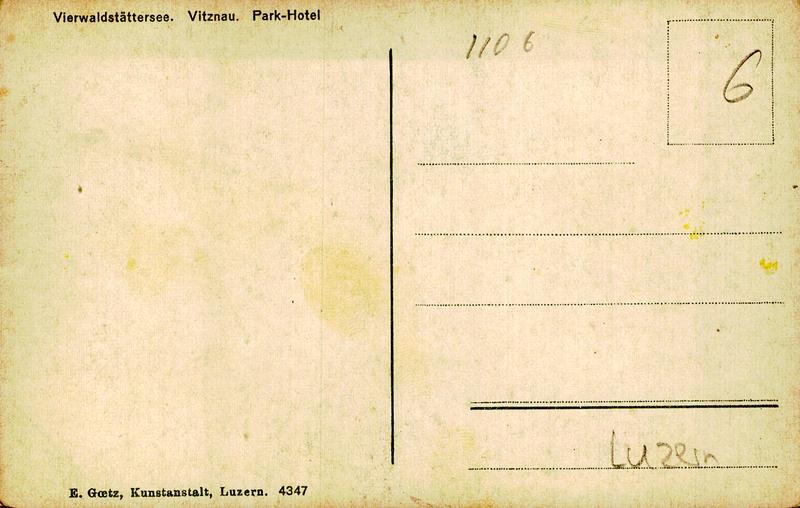 Vierwaldstättersee. Vitznau. Park-Hotel
1106
6
Luzern
E. Gœtz, Kunstanstalt, Luzern. 4347